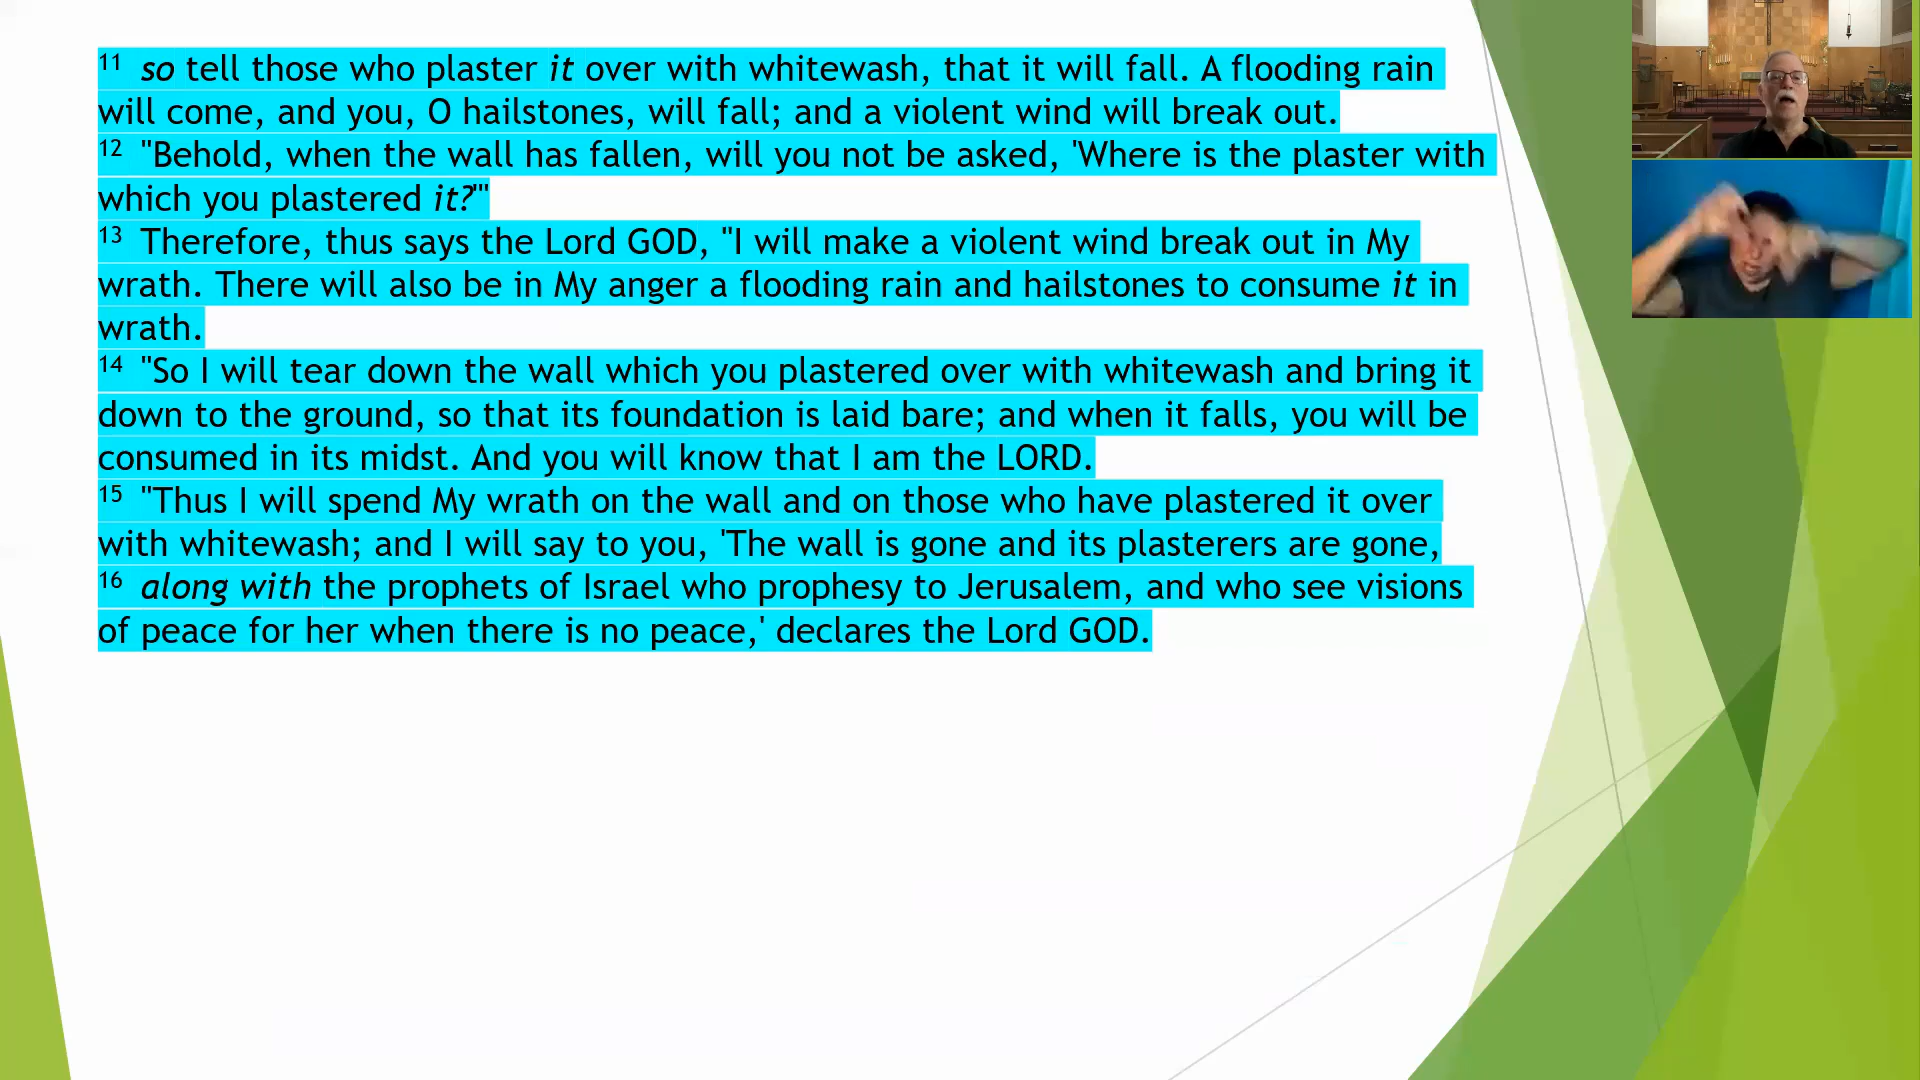 11 so tell those who plaster it over with whitewash, that it will fall. A flooding rain
will come, and you, O hailstones, will fall; and a violent wind will break out.
12 "Behold, when the wall has fallen, will you not be asked, 'Where is the plaster with
which you plastered it?'"
13 Therefore, thus says the Lord GOD, "I will make a violent wind break out in My
wrath. There will also be in My anger a flooding rain and hailstones to consume it in
wrath.
14 "So I will tear down the wall which you plastered over with whitewash and bring it
down to the ground, so that its foundation is laid bare; and when it falls, you will be
consumed in its midst. And you will know that I am the LORD.
15 "Thus I will spend My wrath on the wall and on those who have plastered it over
with whitewash; and I will say to you, 'The wall is gone and its plasterers are gone,
16 along with the prophets of Israel who prophesy to Jerusalem, and who see visions
of peace for her when there is no peace,' declares the Lord GOD.